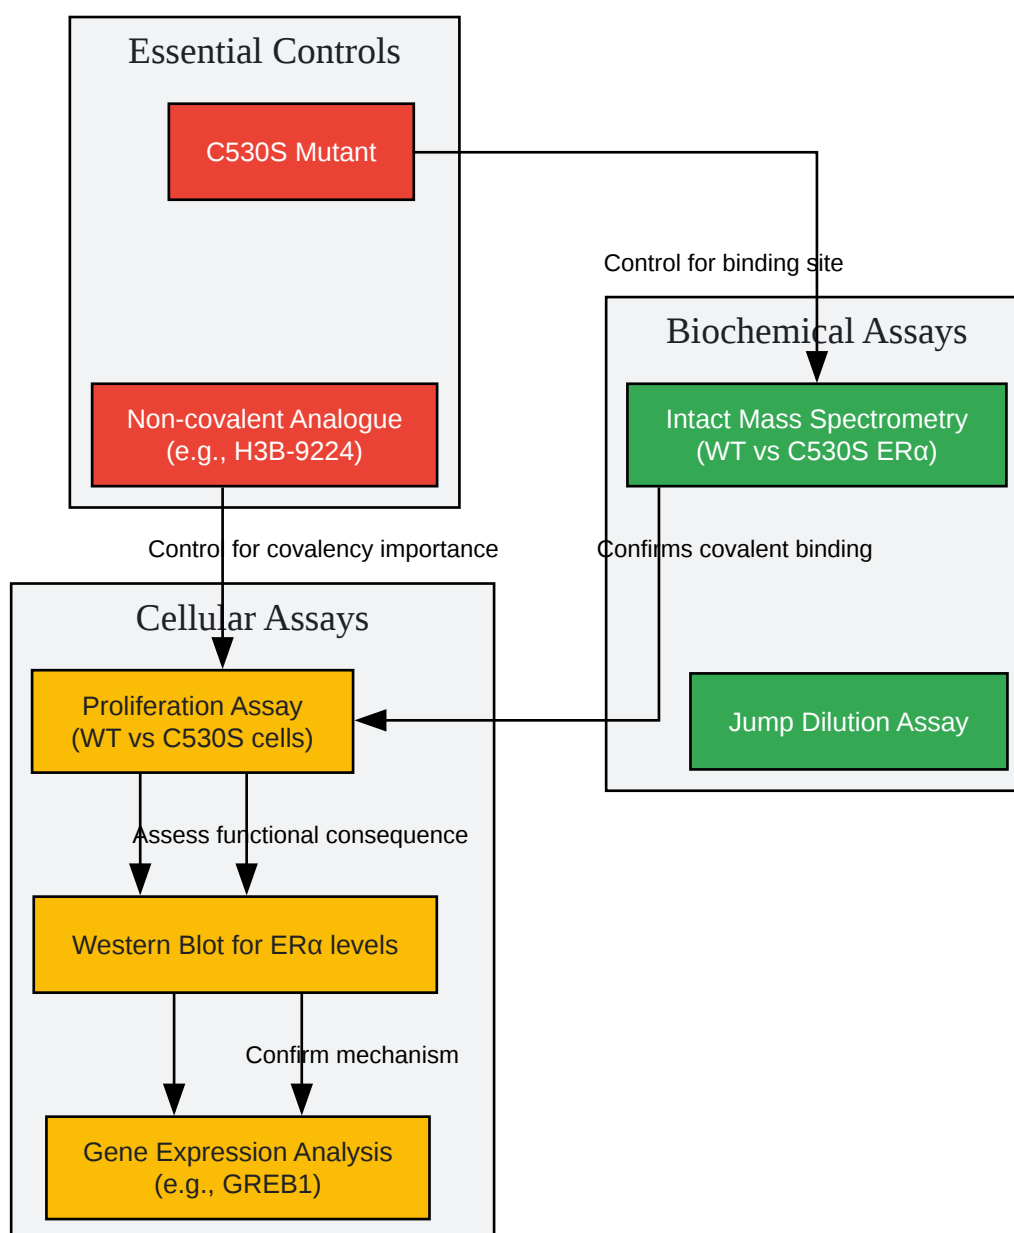 Essential Controls
C530S Mutant
Control for binding site
Biochemical Assays
Non-covalent Analogue
(e.g., H3B-9224)
Intact Mass Spectrometry
(WT vs C530S ERα)
Control for covalency importance
Confirms covalent binding
Cellular Assays
Proliferation Assay
(WT vs C530S cells)
Jump Dilution Assay
Assess functional consequence
Western Blot for ERα levels
Confirm mechanism
Gene Expression Analysis
(e.g., GREB1)